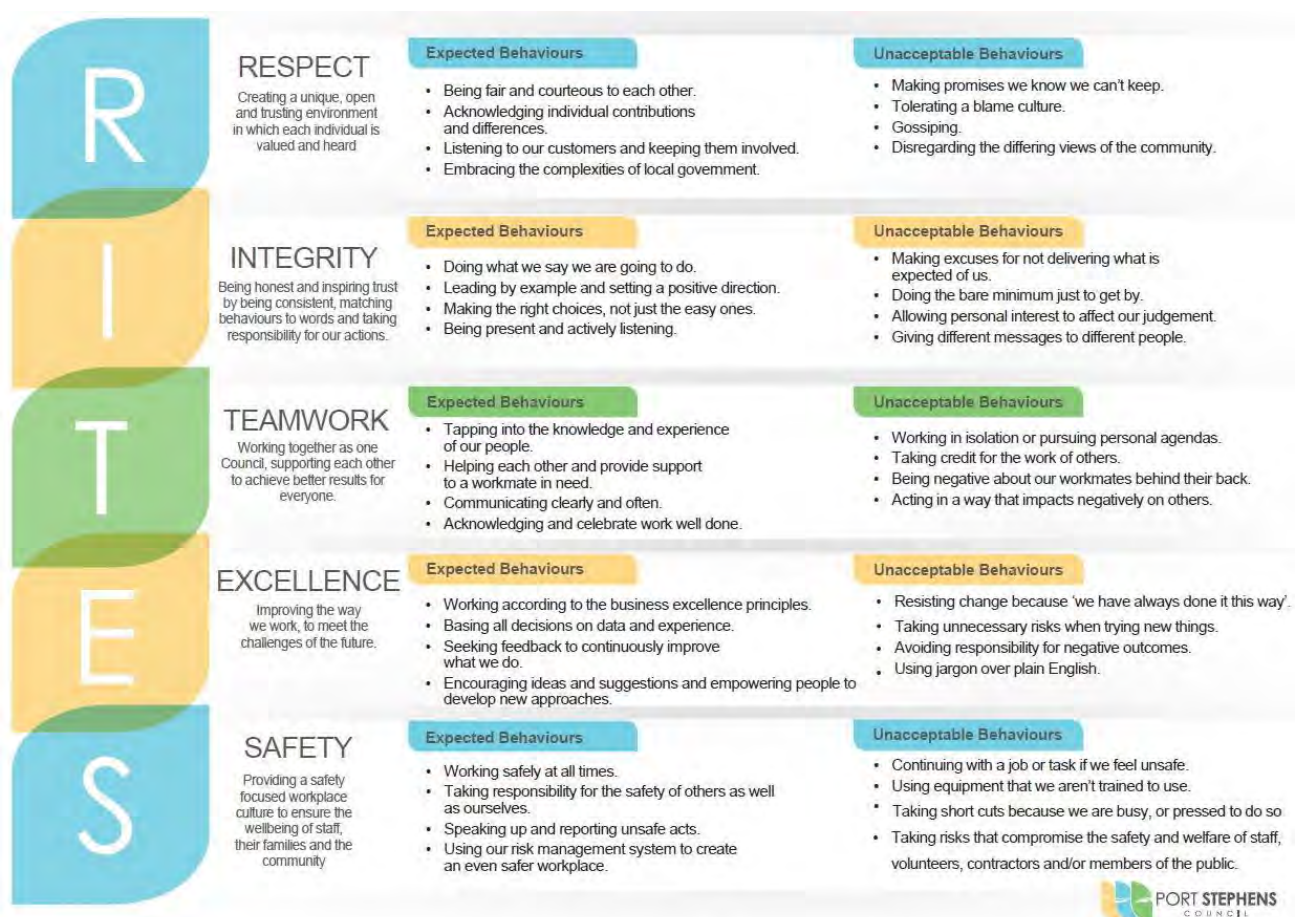 R
RESPECT
Creating a unique, open
and trusting environment
in which each individual is
valued and heard
Expected Behaviours
• Being fair and courteous to each other.
• Acknowledging individual contributions
and differences.
• Listening to our customers and keeping them involved.
• Embracing the complexities of local government.
Unacceptable Behaviours
• Making promises we know we can't keep.
• Tolerating a blame culture.
• Gossiping.
• Disregarding the differing views of the community.
I
INTEGRITY
Being honest and inspiring trust
by being consistent, matching
behaviours to words and taking
responsibility for our actions.
Expected Behaviours
• Doing what we say we are going to do.
• Leading by example and setting a positive direction.
• Making the right choices, not just the easy ones.
• Being present and actively listening.
Unacceptable Behaviours
• Making excuses for not delivering what is
expected of us.
• Doing the bare minimum just to get by.
• Allowing personal interest to affect our judgement.
• Giving different messages to different people.
T
TEAMWORK
Working together as one
Council, supporting each other
to achieve better results for
everyone.
Expected Behaviours
• Tapping into the knowledge and experience
of our people.
• Helping each other and provide support
to a workmate in need.
• Communicating clearly and often.
• Acknowledging and celebrate work well done.
Unacceptable Behaviours
• Working in isolation or pursuing personal agendas.
• Taking credit for the work of others.
• Being negative about our workmates behind their back.
• Acting in a way that impacts negatively on others.
E
EXCELLENCE
Improving the way
we work, to meet the
challenges of the future.
Expected Behaviours
• Working according to the business excellence principles.
• Basing all decisions on data and experience.
• Seeking feedback to continuously improve
what we do.
• Encouraging ideas and suggestions and empowering people to
develop new approaches.
Unacceptable Behaviours
• Resisting change because 'we have always done it this way'.
• Taking unnecessary risks when trying new things.
• Avoiding responsibility for negative outcomes.
• Using jargon over plain English.
S
SAFETY
Providing a safety
focused workplace
culture to ensure the
wellbeing of staff,
their families and the
community
Expected Behaviours
• Working safely at all times.
• Taking responsibility for the safety of others as well
as ourselves.
• Speaking up and reporting unsafe acts.
• Using our risk management system to create
an even safer workplace.
Unacceptable Behaviours
• Continuing with a job or task if we feel unsafe.
• Using equipment that we aren't trained to use.
• Taking short cuts because we are busy, or pressed to do so
• Taking risks that compromise the safety and welfare of staff,
volunteers, contractors and/or members of the public.
PORT STEPHENS
COUNCIL